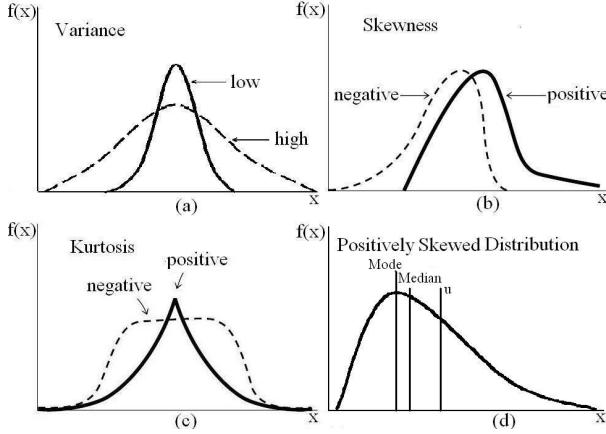 f(x)
Variance
low
high
x
(a)
f(x)
Skewness
negative
positive
x
(b)
f(x)
Kurtosis
positive
negative
x
(c)
f(x)
Positively Skewed Distribution
Mode
Median
u
x
(d)